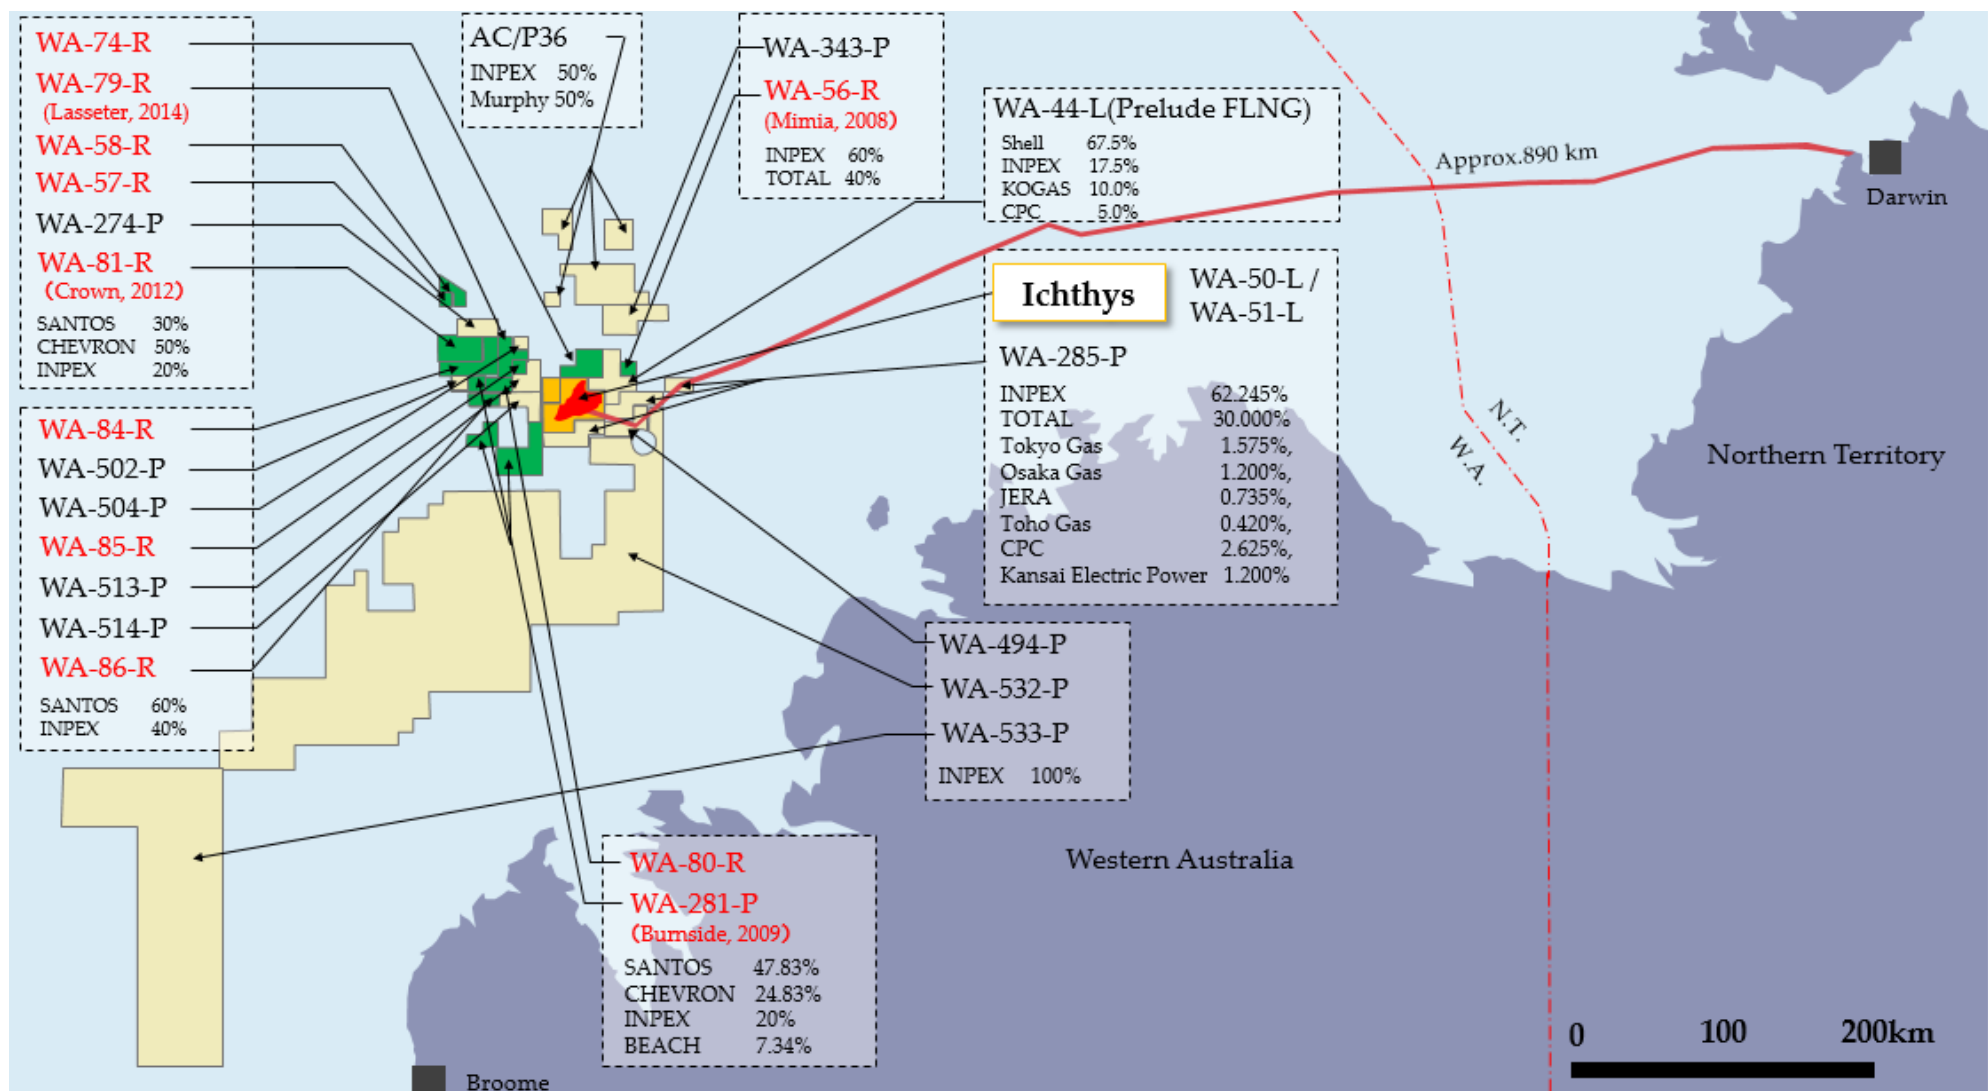 WA-74-R
WA-79-R
(Lasseter, 2014)
WA-58-R
WA-57-R
WA-274-P
WA-81-R
(Crown, 2012)
SANTOS 30%
CHEVRON 50%
INPEX 20%
WA-84-R
WA-502-P
WA-504-P
WA-85-R
WA-513-P
WA-514-P
WA-86-R
SANTOS 60%
INPEX 40%
AC/P36
INPEX 50%
Murphy 50%
WA-343-P
WA-56-R
(Mimia, 2008)
INPEX 60%
TOTAL 40%
WA-44-L(Prelude FLNG)
Shell 67.5%
INPEX 17.5%
KOGAS 10.0%
CPC 5.0%
Approx.890 km
Darwin
Ichthys
WA-50-L /
WA-51-L
WA-285-P
INPEX 62.245%
TOTAL 30.000%
Tokyo Gas 1.575%,
Osaka Gas 1.200%,
JERA 0.735%,
Toho Gas 0.420%,
CPC 2.625%,
Kansai Electric Power 1.200%
N.T.
W.A.
Northern Territory
WA-494-P
WA-532-P
WA-533-P
INPEX 100%
Western Australia
WA-80-R
WA-281-P
(Burnside, 2009)
SANTOS 47.83%
CHEVRON 24.83%
INPEX 20%
BEACH 7.34%
Broome
0 100 200km